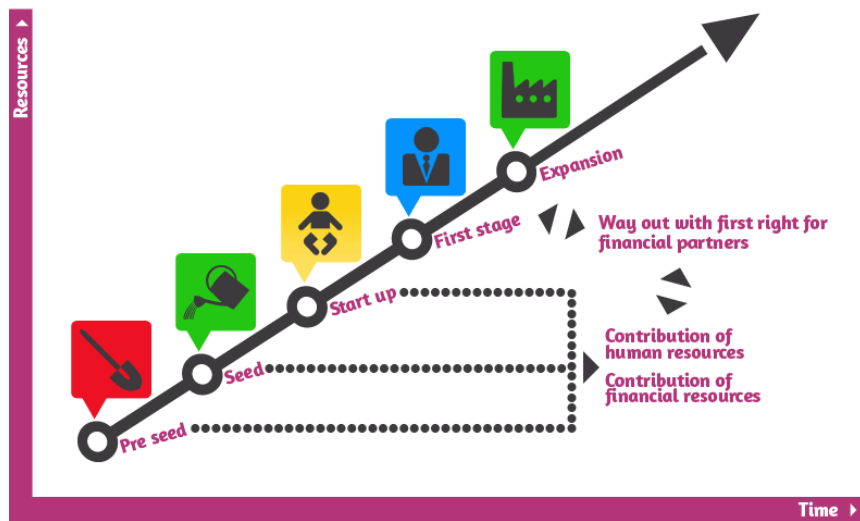 Resources
Expansion
First stage
Way out with first right for
financial partners
Start up
Contribution of
human resources
Seed
Contribution of
financial resources
Pre seed
Time